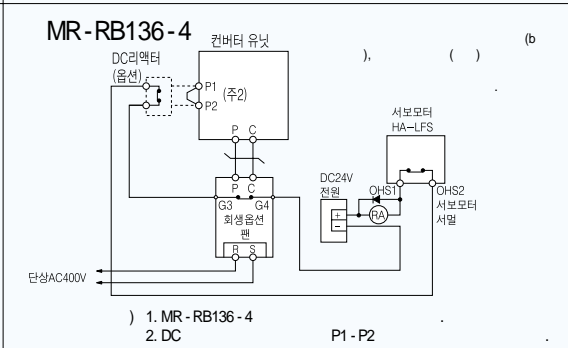 MR-RB136-4
(b
), ( )
.
컨버터 유닛
DC리액터
(옵션)
P1
(주2)
P2
서보모터
HA-LFS
P C
DC24V
전원
OHS1
OHS2
P C
G3 G4
+
RA
-
서보모터
서멀
회생옵션
팬
R S
단상AC400V
) 1. MR-RB136-4 .
2. DC P1-P2 .